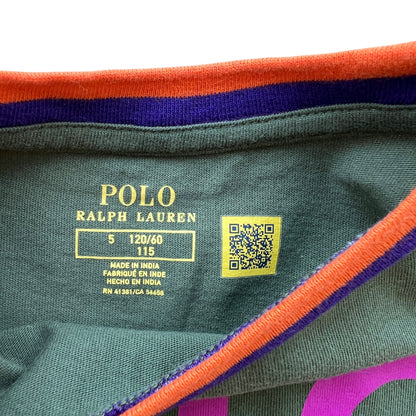 POLO
RALPH LAUREN
5 120/60
115
MADE IN INDIA
FABRIQUÉ EN INDE
HECHO EN INDIA
RN 41381/CA 56656